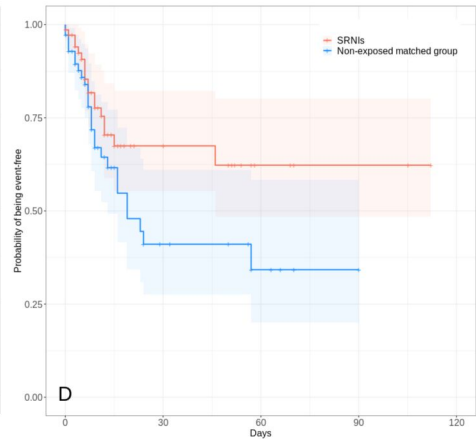 1.00
SRNIs
Non-exposed matched group
0.75
Probability of being event-free
0.50
0.25
D
0.00
0
30
60
90
120
Days